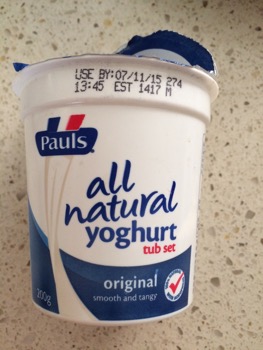 USE BY:07/11/15 274
13:45 EST 1417 M
Pauls
all
natural
yoghurt
tub set
original
smooth and tangy
200g